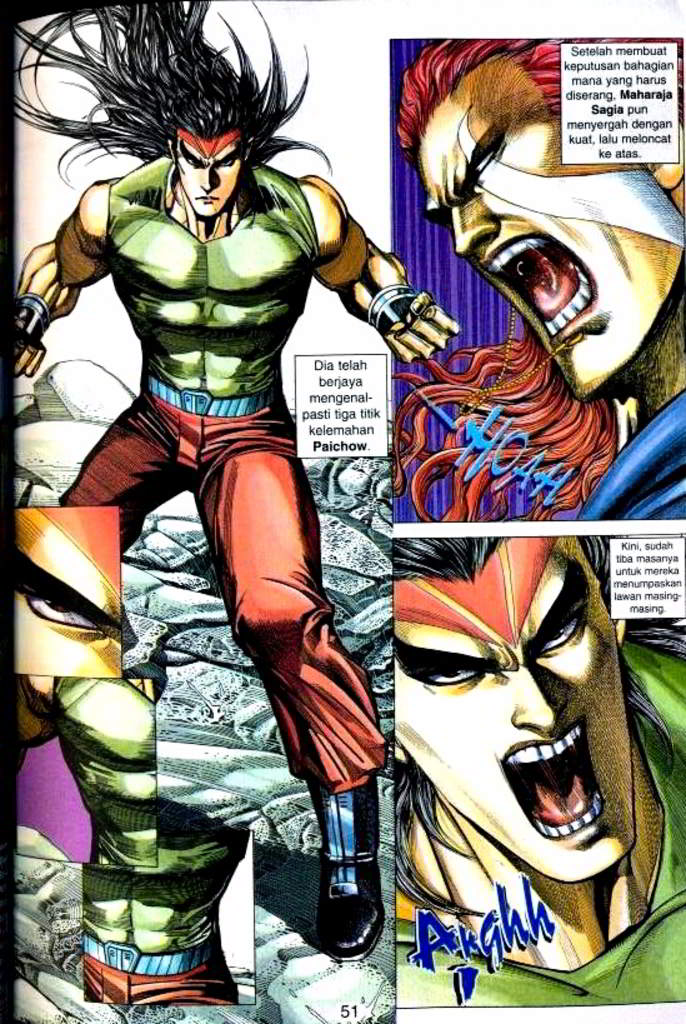 Dia telah
berjaya
mengenal-
pasti tiga titik
kelemahan
Paichow.
Setelah membuat
keputusan bahagian
mana yang harus
diserang, Maharaja
Sagia pun
menyergah dengan
kuat, lalu meloncat
ke atas.
WHOAH
Kini, sudah
tiba masanya
untuk mereka
menumpaskan
lawan masing-
masing.
Arghh
51